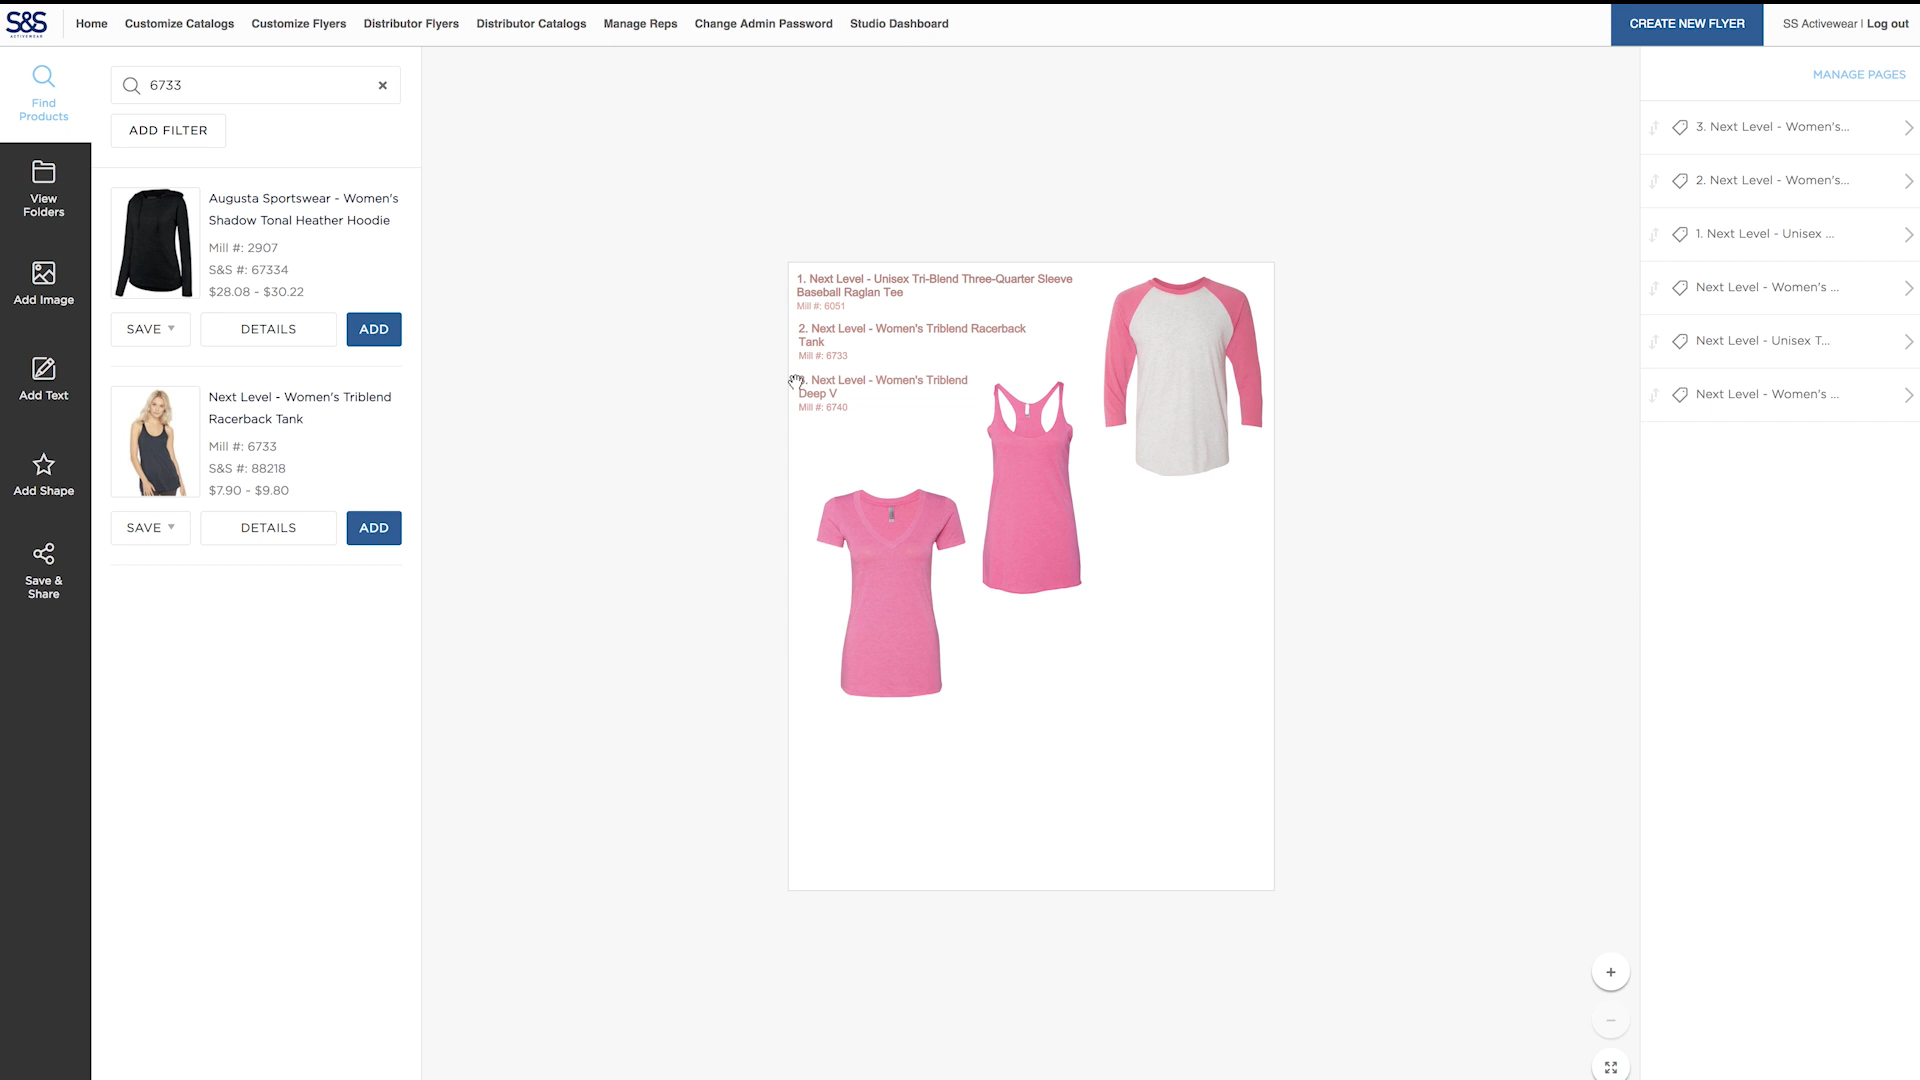 S&S
ACTIVEWEAR
Home
Customize Catalogs
Customize Flyers
Distributor Flyers
Distributor Catalogs
Manage Reps
Change Admin Password
Studio Dashboard
CREATE NEW FLYER
SS Activewear | Log out
Find
Products
View
Folders
Add Image
Add Text
Add Shape
Save &
Share
6733
ADD FILTER
Augusta Sportswear - Women's
Shadow Tonal Heather Hoodie
Mill #: 2907
S&S #: 67334
$28.08 - $30.22
SAVE
DETAILS
ADD
Next Level - Women's Triblend
Racerback Tank
Mill #: 6733
S&S #: 88218
$7.90 - $9.80
SAVE
DETAILS
ADD
1. Next Level - Unisex Tri-Blend Three-Quarter Sleeve
Baseball Raglan Tee
Mill #: 6051
2. Next Level - Women's Triblend Racerback
Tank
Mill #: 6733
. Next Level - Women's Triblend
Deep V
Mill #: 6740
MANAGE PAGES
3. Next Level - Women's...
2. Next Level - Women's...
1. Next Level - Unisex ...
Next Level - Women's ...
Next Level - Unisex T...
Next Level - Women's ...